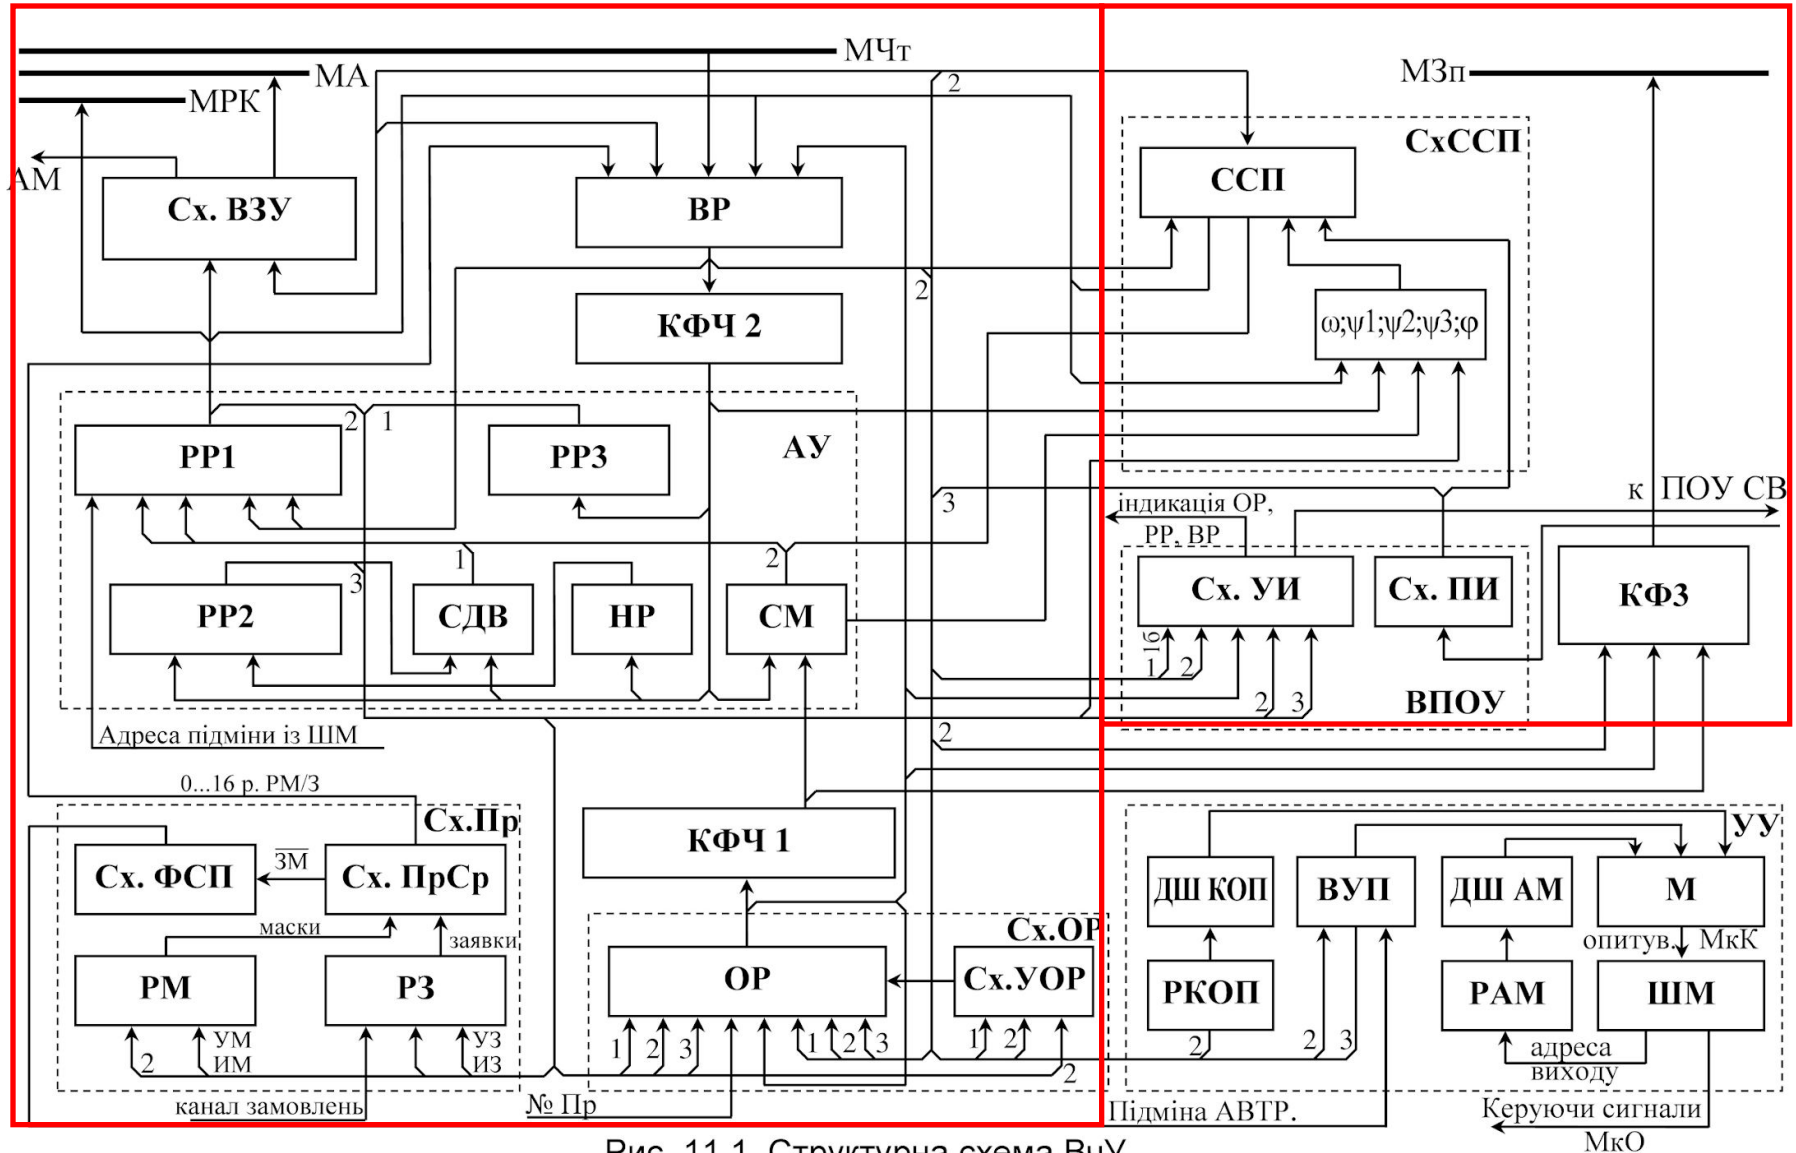 МЧт
МА
МРК
МЗп
2
СхССП
АМ
Сх. ВЗУ
ВР
ССП
2
КФЧ 2
ω;ψ1;ψ2;ψ3;φ
2
1
РР1
РР3
АУ
3
індикація ОР,
РР, ВР
к ПОУ СВ
1
2
3
РР2
СДВ
НР
СМ
Сх. УИ
Сх. ПИ
КФ3
1б
1
2
2
3
ВПОУ
Адреса підміни із ШМ
2
0...16 р. РМ/З
Сх.Пр
КФЧ 1
УУ
Сх. ФСП
ЗМ
Сх. ПрСр
ДШ КОП
ВУП
ДШ АМ
М
маски
заявки
Сх.ОР
опитув.
МкК
РМ
РЗ
ОР
Сх.УОР
РКОП
РАМ
ШМ
2
УМ
ИМ
УЗ
ИЗ
1
2
3
1
2
3
1
2
2
2
2
3
адреса
виходу
канал замовлень
№ Пр
Підміна АВТР.
Керуючи сигнали
МкО
Рис. 11.1. Структурна схема ВчУ